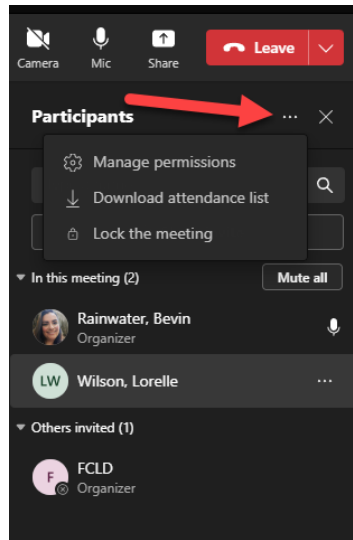 Camera Mic Share Leave
Participants
Manage permissions
Download attendance list
Lock the meeting
In this meeting (2) Mute all
Rainwater, Bevin
Organizer
LW Wilson, Lorelle
Others invited (1)
F FCLD
Organizer